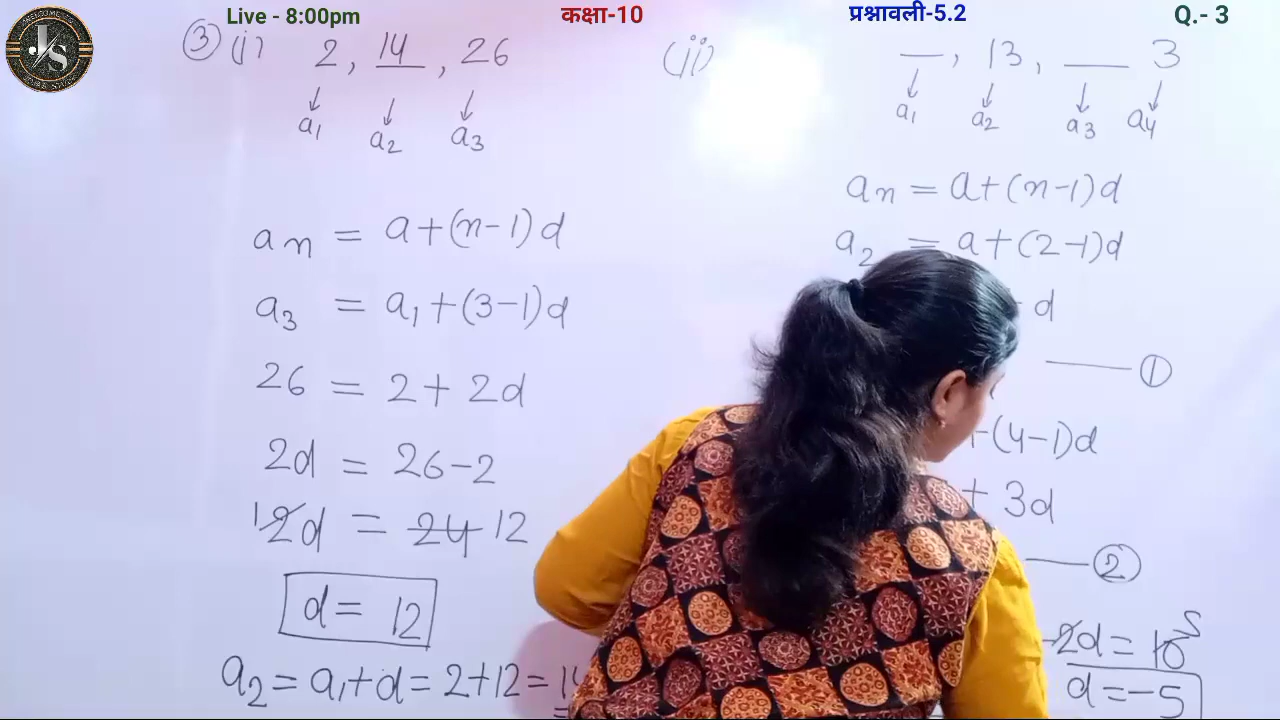 Live - 8:00pm कक्षा-10 प्रश्नावली-5.2 Q.- 3
③ (i) 2, 14, 26
a₁ a₂ a₃
aₙ = a+(n-1)d
a₃ = a₁+(3-1)d
26 = 2+2d
2d = 26-2
12d = 24 12
d = 12
a₂ = a₁+d = 2+12 =
(ii) __, 13, __ 3
a₁ a₂ a₃ a₄
aₙ = a+(n-1)d
a₂ = a+(2-1)d
d
①
(4-1)d
+ 3d
②
-2d = 10 5
d = -5